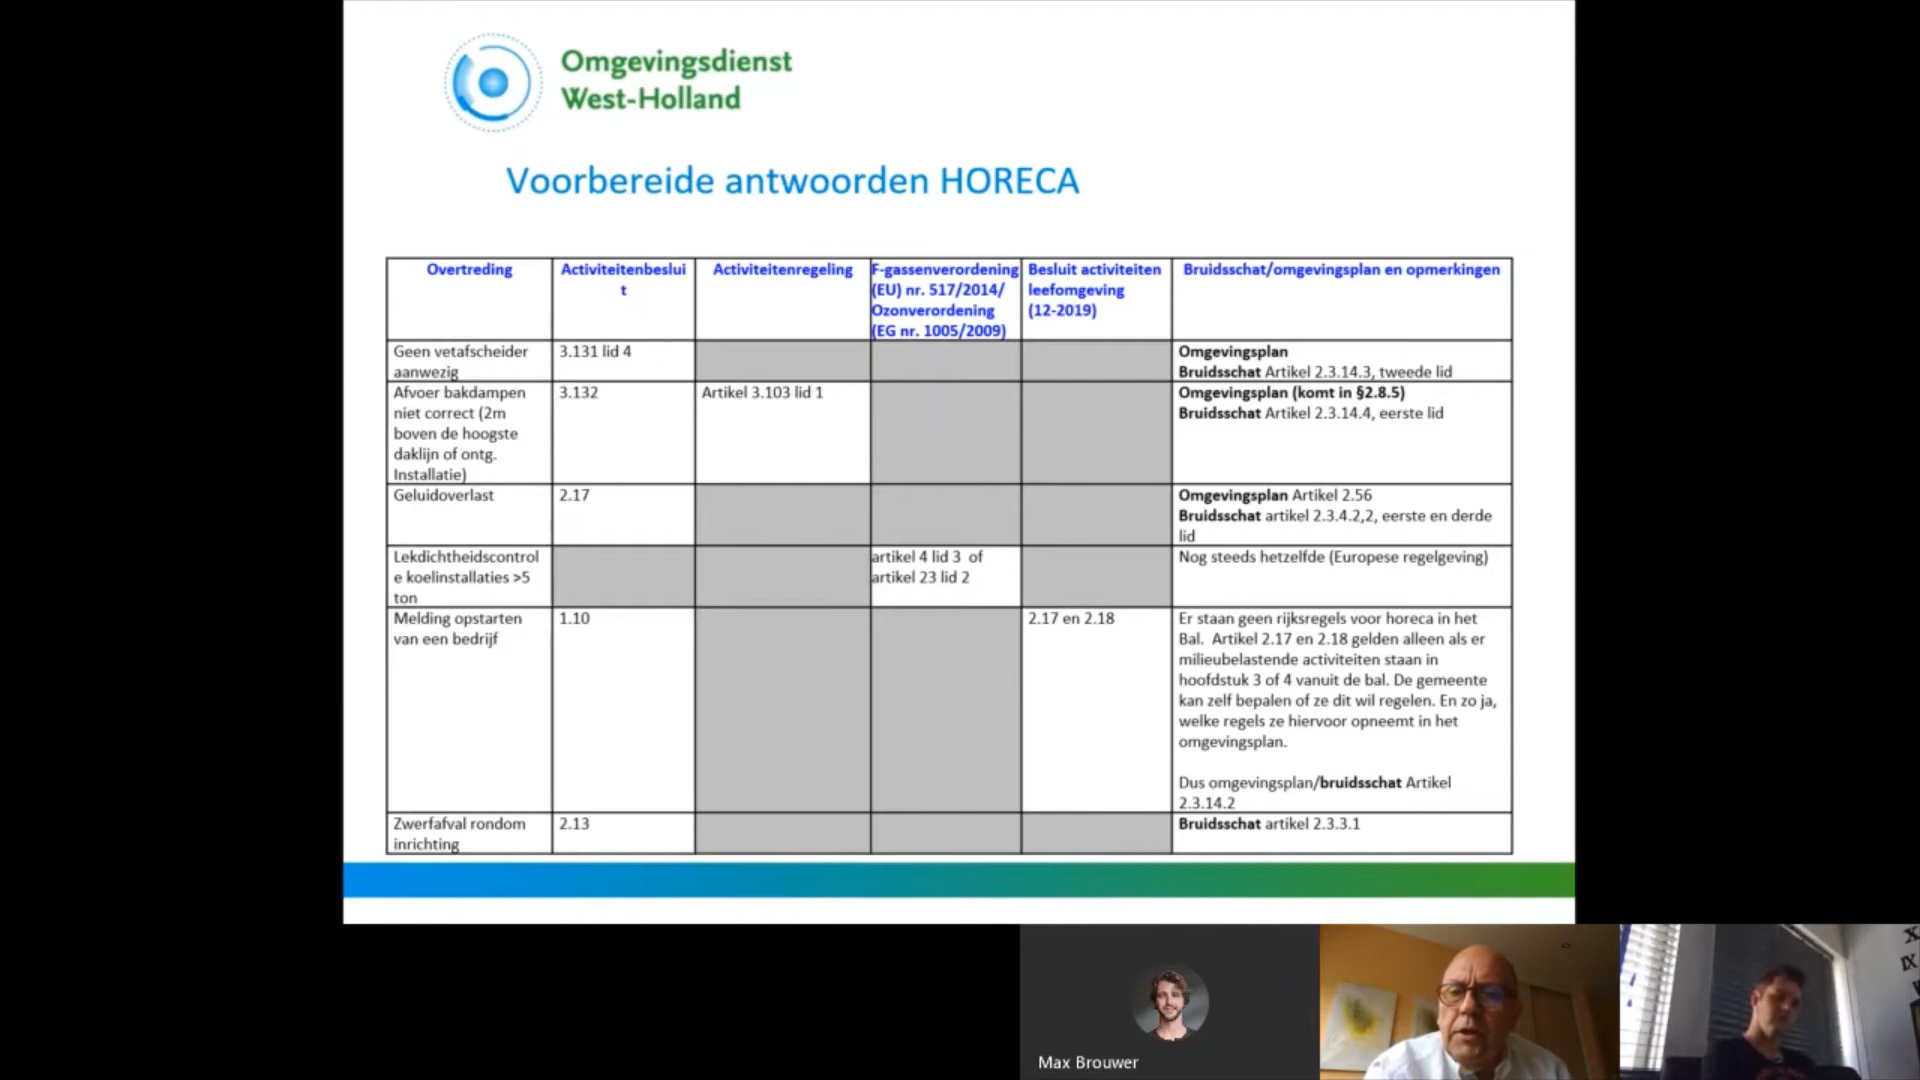 Omgevingsdienst
West-Holland
Voorbereide antwoorden HORECA
Overtreding
Activiteitenbeslui
t
Activiteitenregeling
F-gassenverordening
(EU) nr. 517/2014/
Ozonverordening
(EG nr. 1005/2009)
Besluit activiteiten
leefomgeving
(12-2019)
Bruidsschat/omgevingsplan en opmerkingen
Geen vetafscheider
aanwezig
3.131 lid 4
Omgevingsplan
Bruidsschat Artikel 2.3.14.3, tweede lid
Afvoer bakdampen
niet correct (2m
boven de hoogste
daklijn of ontg.
Installatie)
3.132
Artikel 3.103 lid 1
Omgevingsplan (komt in §2.8.5)
Bruidsschat Artikel 2.3.14.4, eerste lid
Geluidoverlast
2.17
Omgevingsplan Artikel 2.56
Bruidsschat artikel 2.3.4.2,2, eerste en derde
lid
Lekdichtheidscontrol
e koelinstallaties >5
ton
artikel 4 lid 3 of
artikel 23 lid 2
Nog steeds hetzelfde (Europese regelgeving)
Melding opstarten
van een bedrijf
1.10
2.17 en 2.18
Er staan geen rijksregels voor horeca in het
Bal. Artikel 2.17 en 2.18 gelden alleen als er
milieubelastende activiteiten staan in
hoofdstuk 3 of 4 vanuit de bal. De gemeente
kan zelf bepalen of ze dit wil regelen. En zo ja,
welke regels ze hiervoor opneemt in het
omgevingsplan.
Dus omgevingsplan/bruidsschat Artikel
2.3.14.2
Zwerfafval rondom
inrichting
2.13
Bruidsschat artikel 2.3.3.1
Max Brouwer
X
IX